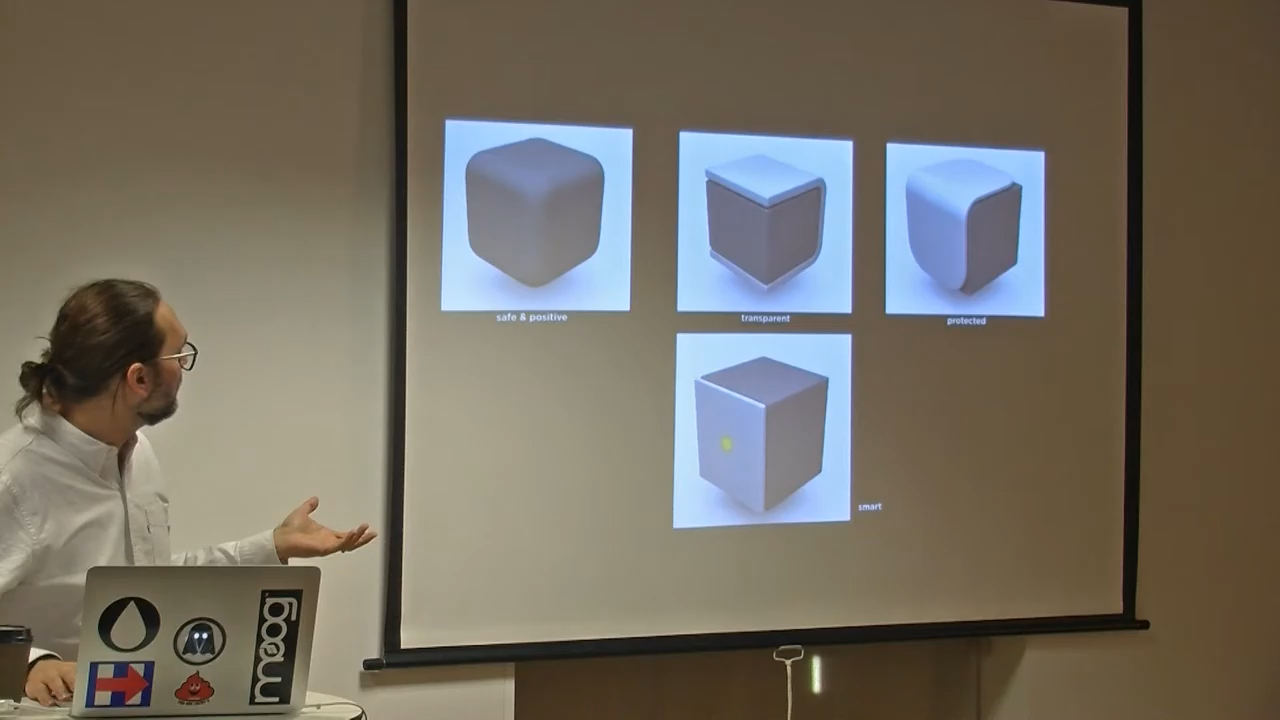 safe & positive
transparent
protected
smart
moog
H